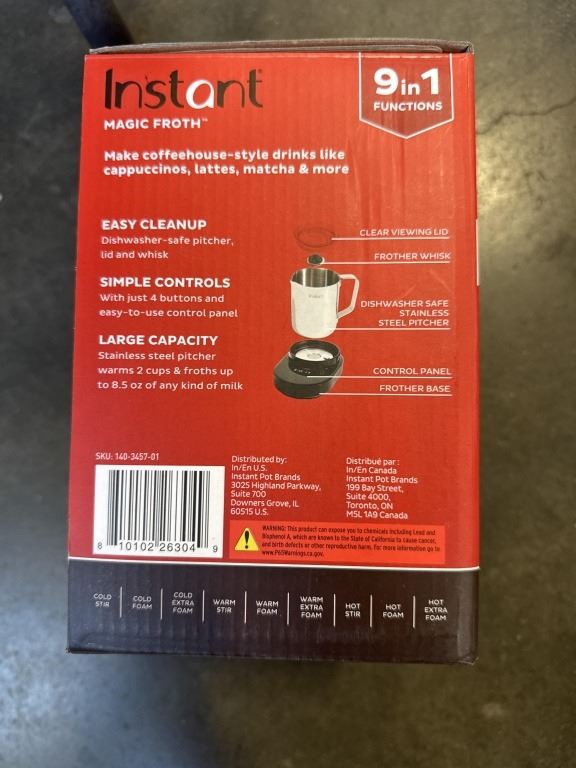 Instant
9in1
FUNCTIONS
MAGIC FROTH™
Make coffeehouse-style drinks like
cappuccinos, lattes, matcha & more
EASY CLEANUP
Dishwasher-safe pitcher,
lid and whisk
SIMPLE CONTROLS
With just 4 buttons and
easy-to-use control panel
LARGE CAPACITY
Stainless steel pitcher
warms 2 cups & froths up
to 8.5 oz of any kind of milk
CLEAR VIEWING LID
FROTHER WHISK
DISHWASHER SAFE
STAINLESS
STEEL PITCHER
CONTROL PANEL
FROTHER BASE
SKU: 140-3457-01
8 10102 26304 9
Distributed by:
In/En U.S.
Instant Pot Brands
3025 Highland Parkway,
Suite 700
Downers Grove, IL
60515 U.S.
Distribué par :
In/En Canada
Instant Pot Brands
199 Bay Street,
Suite 4000,
Toronto, ON
M5L 1A9 Canada
WARNING: This product can expose you to chemicals including Lead and
Bisphenol A, which are known to the State of California to cause cancer,
and birth defects or other reproductive harm. For more information go to
www.P65Warnings.ca.gov.
COLD
STIR
COLD
FOAM
COLD
EXTRA
FOAM
WARM
STIR
WARM
FOAM
WARM
EXTRA
FOAM
HOT
STIR
HOT
FOAM
HOT
EXTRA
FOAM